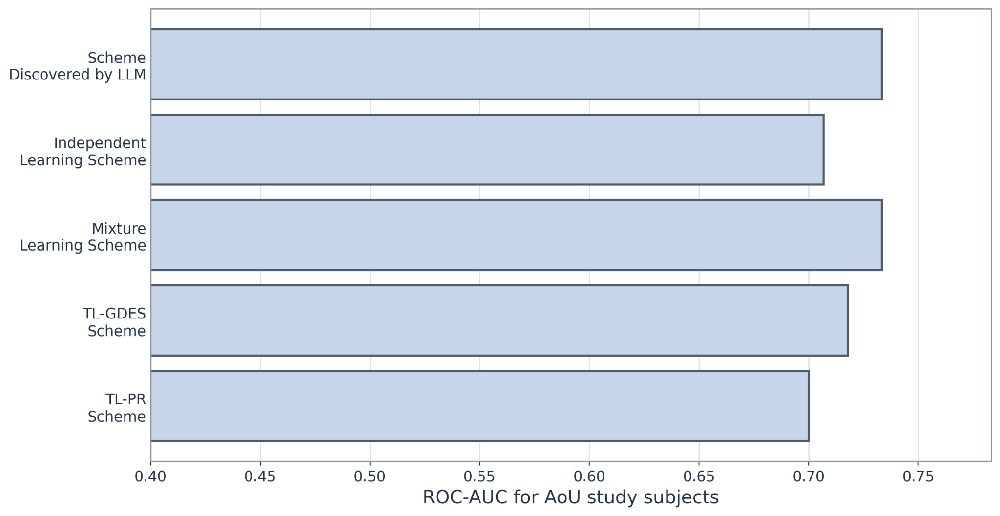 Scheme
Discovered by LLM
Independent
Learning Scheme
Mixture
Learning Scheme
TL-GDES
Scheme
TL-PR
Scheme
0.40 0.45 0.50 0.55 0.60 0.65 0.70 0.75
ROC-AUC for AoU study subjects